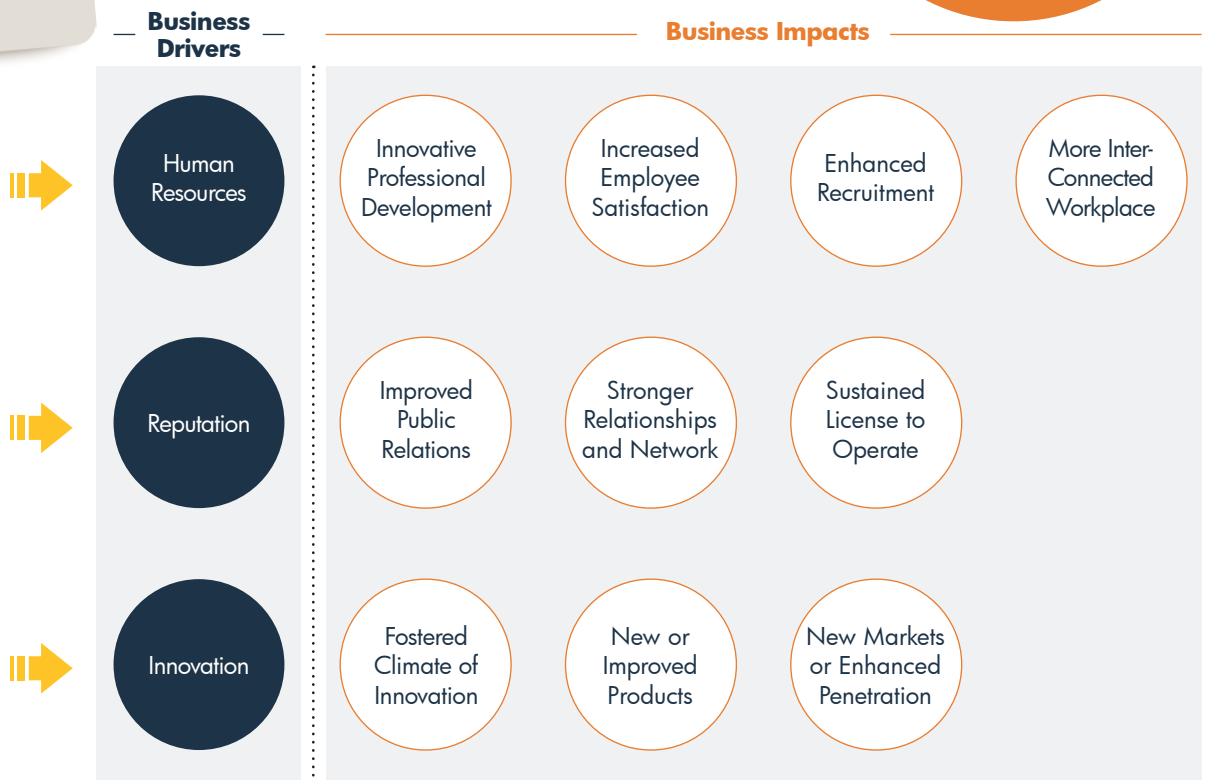 Business
Drivers
Business Impacts
Human
Resources
Innovative
Professional
Development
Increased
Employee
Satisfaction
Enhanced
Recruitment
More Inter-
Connected
Workplace
Reputation
Improved
Public
Relations
Stronger
Relationships
and Network
Sustained
License to
Operate
Innovation
Fostered
Climate of
Innovation
New or
Improved
Products
New Markets
or Enhanced
Penetration